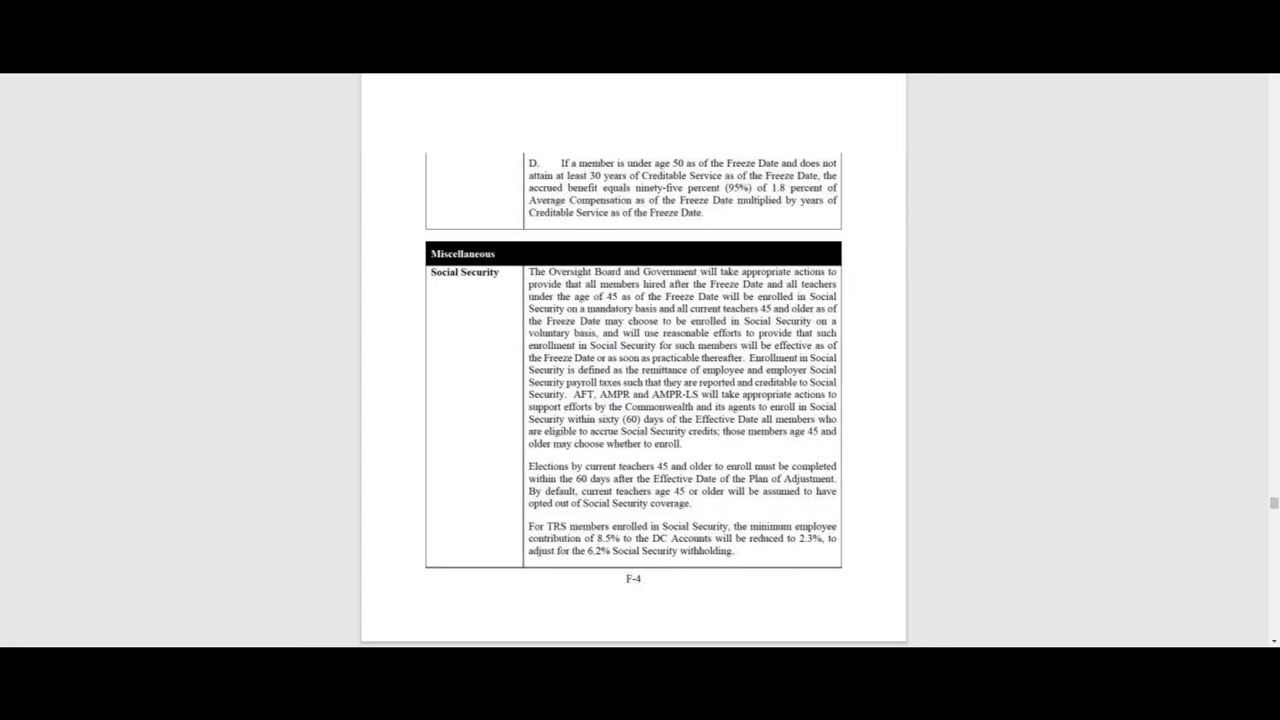 D. If a member is under age 50 as of the Freeze Date and does not
attain at least 30 years of Creditable Service as of the Freeze Date, the
accrued benefit equals ninety-five percent (95%) of 1.8 percent of
Average Compensation as of the Freeze Date multiplied by years of
Creditable Service as of the Freeze Date.
Miscellaneous
Social Security
The Oversight Board and Government will take appropriate actions to
provide that all members hired after the Freeze Date and all teachers
under the age of 45 as of the Freeze Date will be enrolled in Social
Security on a mandatory basis and all current teachers 45 and older as of
the Freeze Date may choose to be enrolled in Social Security on a
voluntary basis, and will use reasonable efforts to provide that such
enrollment in Social Security for such members will be effective as of
the Freeze Date or as soon as practicable thereafter. Enrollment in Social
Security is defined as the remittance of employee and employer Social
Security payroll taxes such that they are reported and creditable to Social
Security. AFT, AMPR and AMPR-LS will take appropriate actions to
support efforts by the Commonwealth and its agents to enroll in Social
Security within sixty (60) days of the Effective Date all members who
are eligible to accrue Social Security credits; those members age 45 and
older may choose whether to enroll.
Elections by current teachers 45 and older to enroll must be completed
within the 60 days after the Effective Date of the Plan of Adjustment.
By default, current teachers age 45 or older will be assumed to have
opted out of Social Security coverage.
For TRS members enrolled in Social Security, the minimum employee
contribution of 8.5% to the DC Accounts will be reduced to 2.3%, to
adjust for the 6.2% Social Security withholding.
F-4